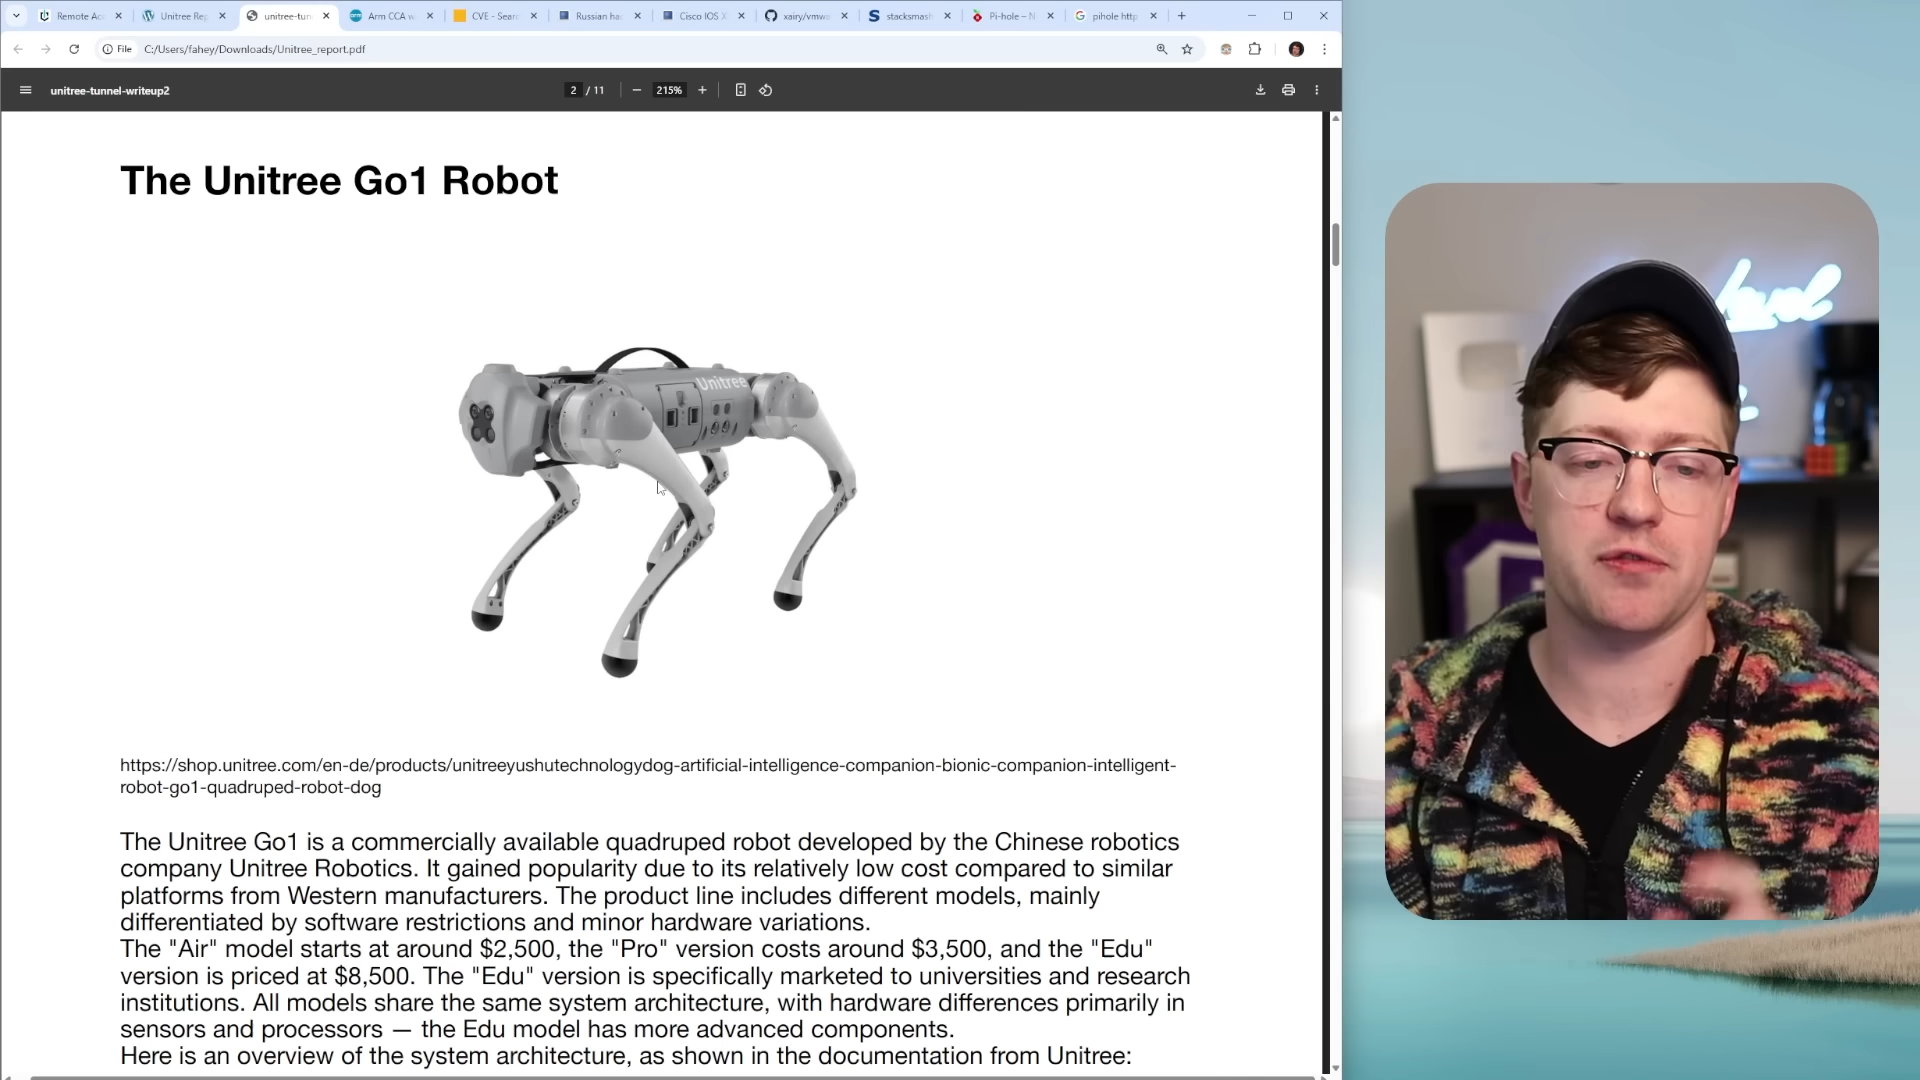 Remote Ac
Unitree Rep
unitree-tun
Arm CCA w
CVE - Sear
Russian ha
Cisco IOS X
xairy/vmwa
stacksmash
Pi-hole – N
pihole http
File
C:/Users/fahey/Downloads/Unitree_report.pdf
unitree-tunnel-writeup2
2 / 11
215%
The Unitree Go1 Robot
Unitree
https://shop.unitree.com/en-de/products/unitreeyushutechnologydog-artificial-intelligence-companion-bionic-companion-intelligent-
robot-go1-quadruped-robot-dog
The Unitree Go1 is a commercially available quadruped robot developed by the Chinese robotics
company Unitree Robotics. It gained popularity due to its relatively low cost compared to similar
platforms from Western manufacturers. The product line includes different models, mainly
differentiated by software restrictions and minor hardware variations.
The "Air" model starts at around $2,500, the "Pro" version costs around $3,500, and the "Edu"
version is priced at $8,500. The "Edu" version is specifically marketed to universities and research
institutions. All models share the same system architecture, with hardware differences primarily in
sensors and processors — the Edu model has more advanced components.
Here is an overview of the system architecture, as shown in the documentation from Unitree: